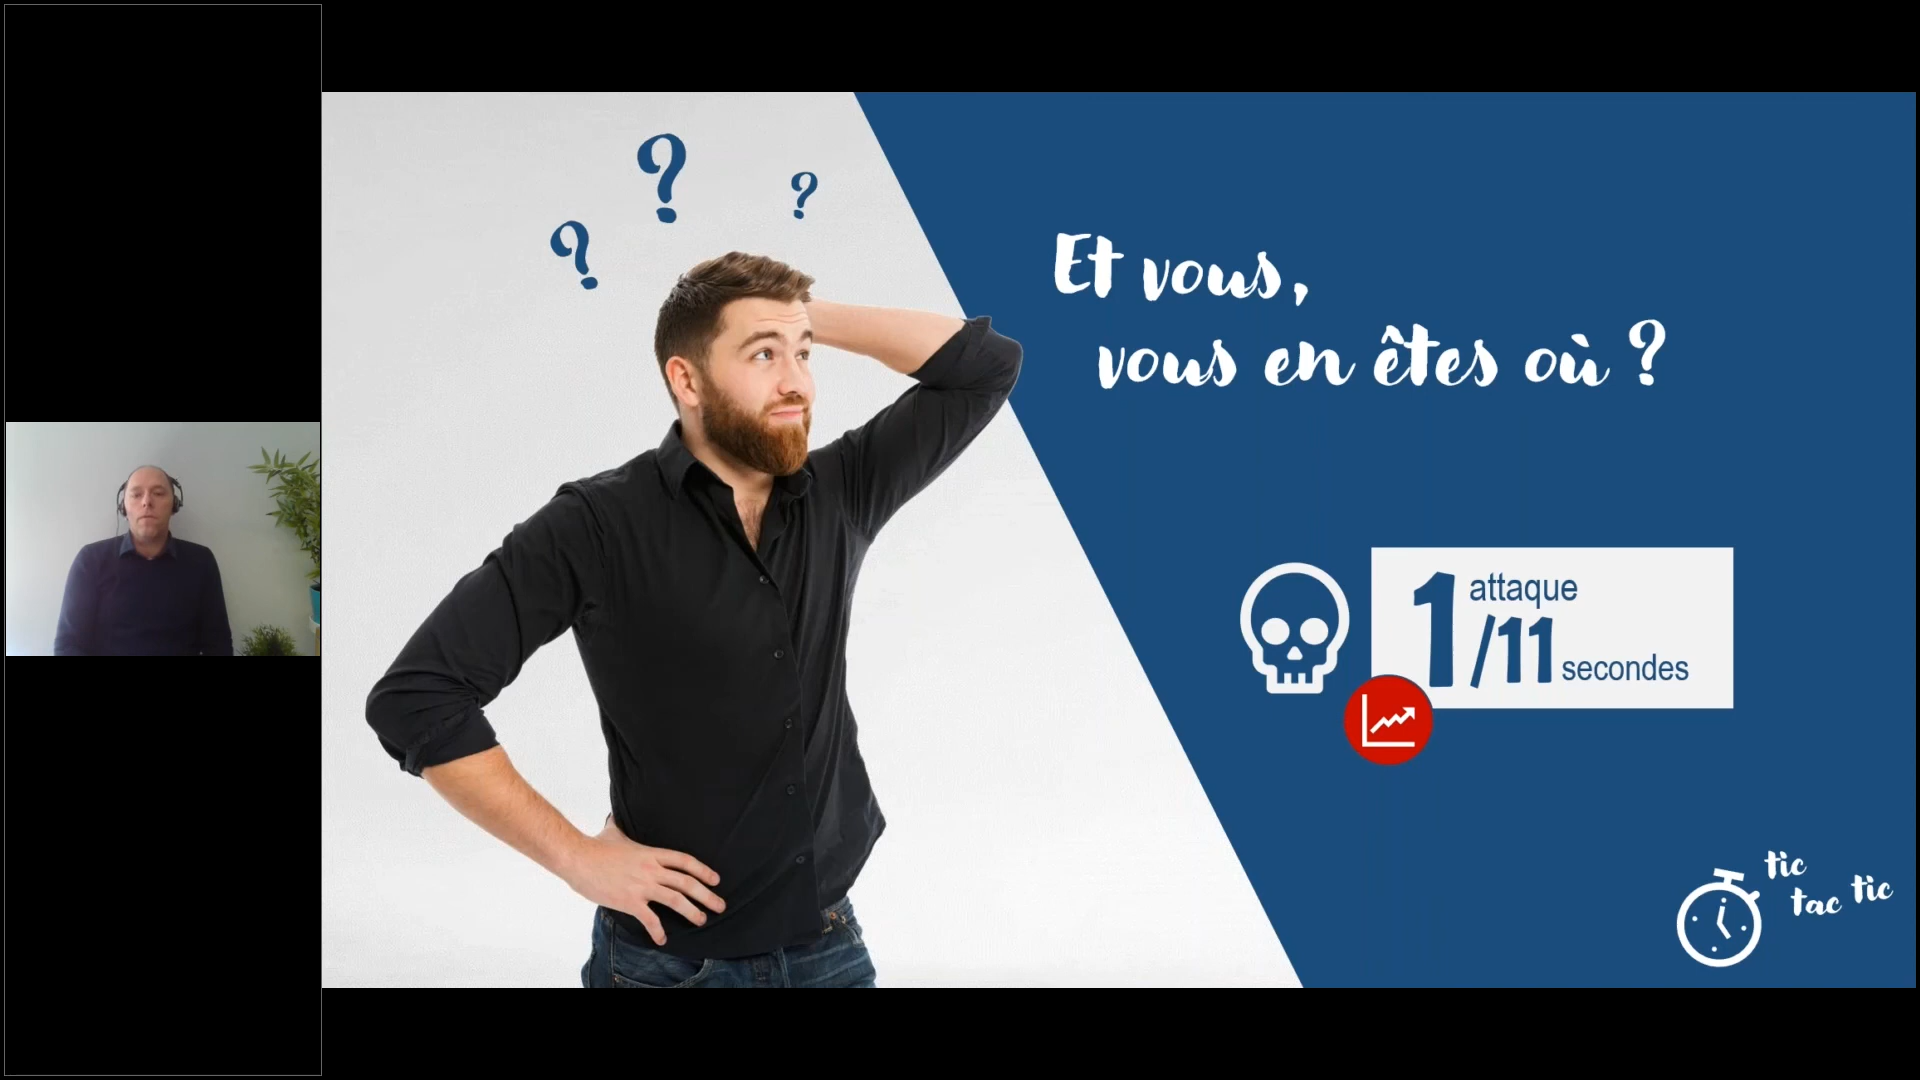 ? ? ?
Et vous,
vous en êtes où ?
1 attaque
/11 secondes
tic
tac tic